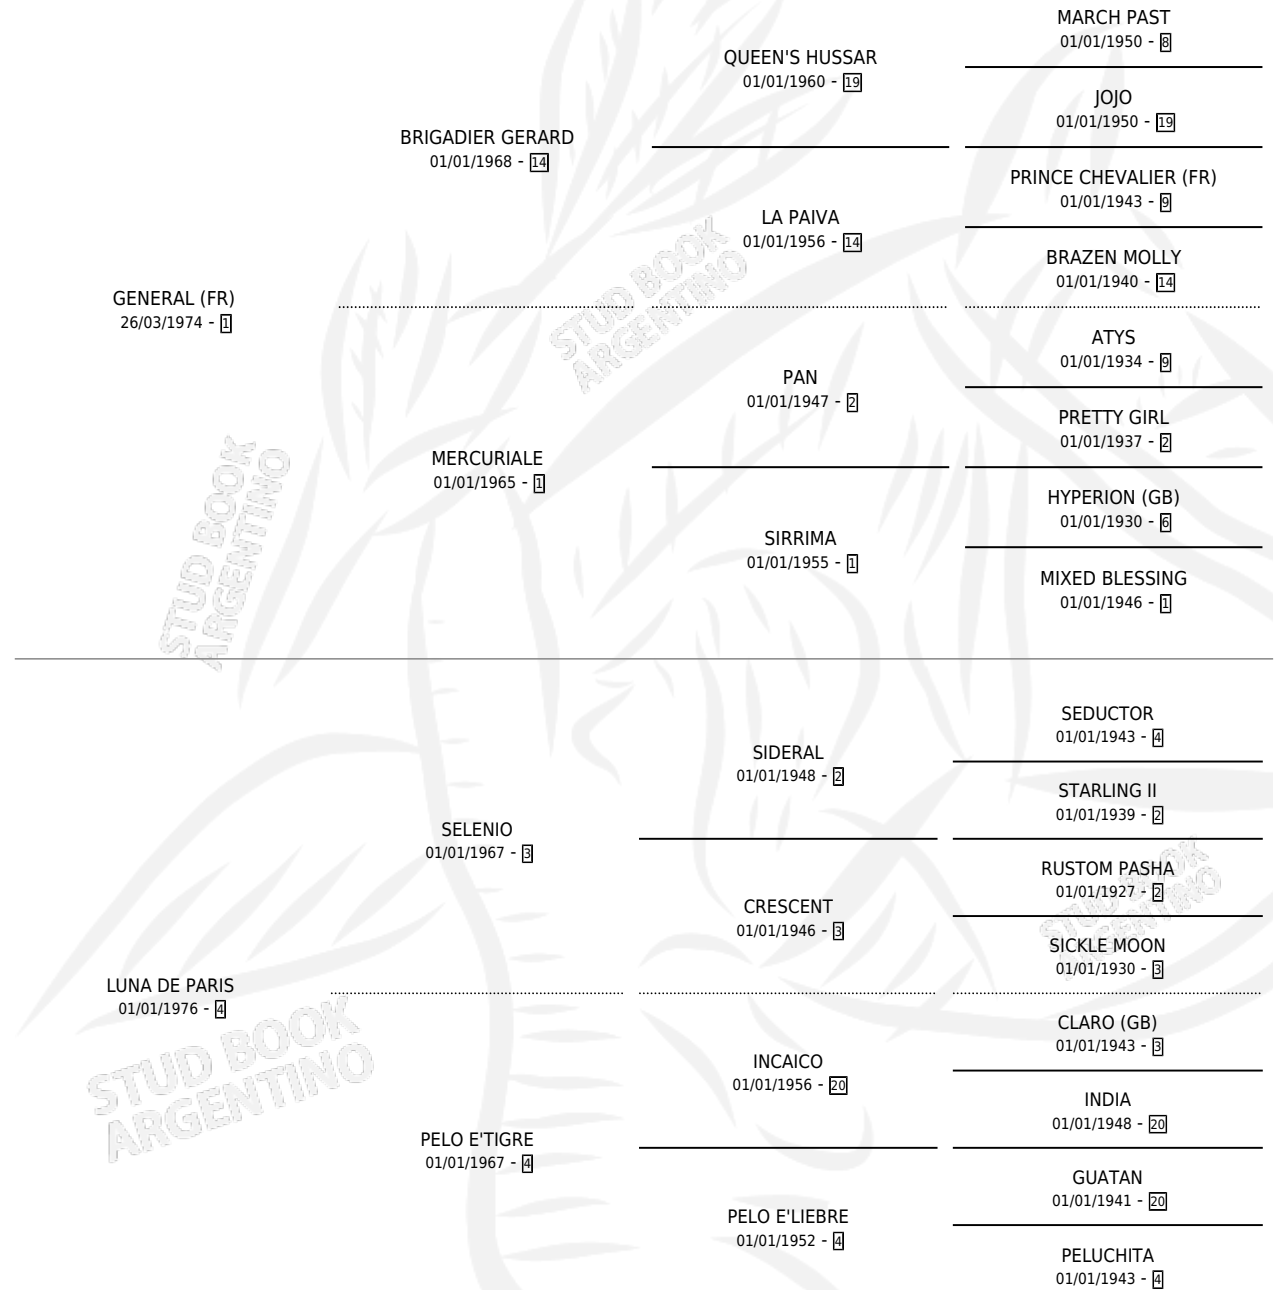 MARCH PAST
01/01/1950 - 8
QUEEN'S HUSSAR
01/01/1960 - 19
JOJO
01/01/1950 - 19
BRIGADIER GERARD
01/01/1968 - 14
PRINCE CHEVALIER (FR)
01/01/1943 - 9
LA PAIVA
01/01/1956 - 14
BRAZEN MOLLY
01/01/1940 - 14
GENERAL (FR)
26/03/1974 - 1
STUD BOOK
ARGENTINO
ATYS
01/01/1934 - 9
PAN
01/01/1947 - 2
PRETTY GIRL
01/01/1937 - 2
MERCURIALE
01/01/1965 - 1
HYPERION (GB)
01/01/1930 - 6
SIRRIMA
01/01/1955 - 1
MIXED BLESSING
01/01/1946 - 1
STUD BOOK
ARGENTINO
SEDUCTOR
01/01/1943 - 4
SIDERAL
01/01/1948 - 2
STARLING II
01/01/1939 - 2
SELENIO
01/01/1967 - 3
RUSTOM PASHA
01/01/1927 - 2
CRESCENT
01/01/1946 - 3
SICKLE MOON
01/01/1930 - 3
STUD BOOK
ARGENTINO
LUNA DE PARIS
01/01/1976 - 4
CLARO (GB)
01/01/1943 - 3
INCAICO
01/01/1956 - 20
INDIA
01/01/1948 - 20
STUD BOOK
ARGENTINO
PELO E'TIGRE
01/01/1967 - 4
GUATAN
01/01/1941 - 20
PELO E'LIEBRE
01/01/1952 - 4
PELUCHITA
01/01/1943 - 4